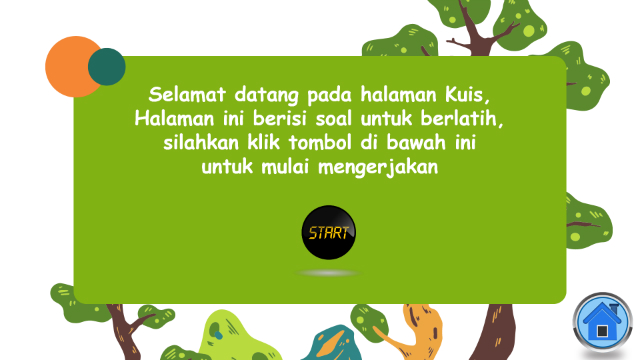 Selamat datang pada halaman Kuis,
Halaman ini berisi soal untuk berlatih,
silahkan klik tombol di bawah ini
untuk mulai mengerjakan
START